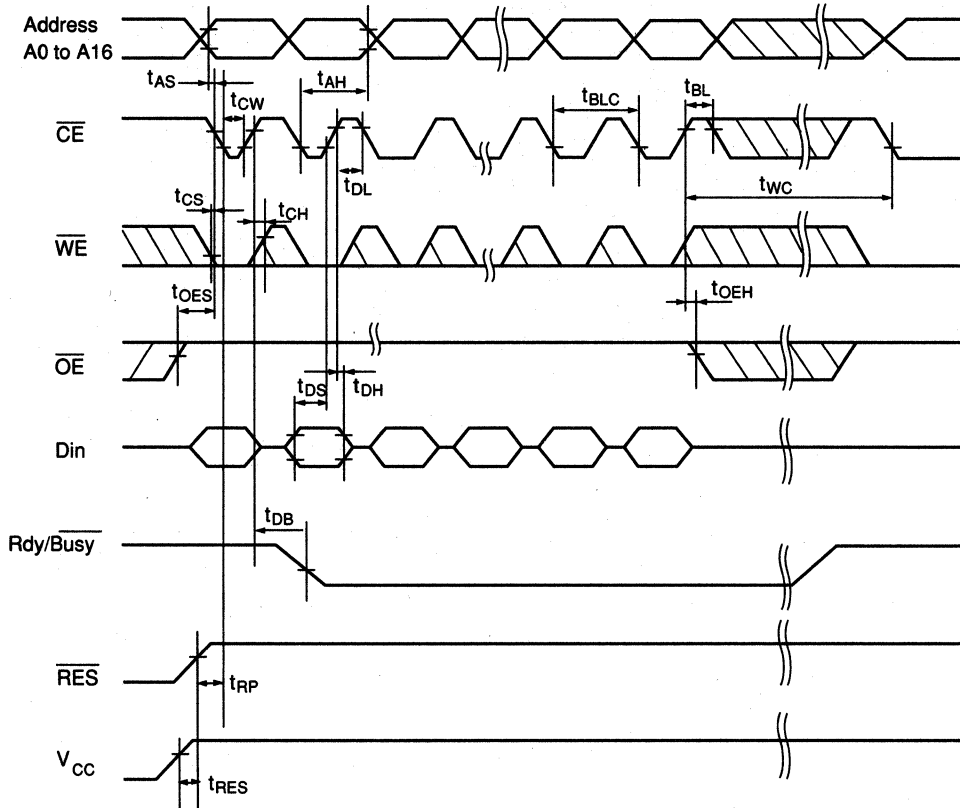 Address
A0 to A16
tAS
tAH
tCW
tBLC
tBL
CE
tDL
tWC
tCS
tCH
WE
tOES
tOEH
OE
tDS
tDH
Din
tDB
Rdy/Busy
RES
tRP
VCC
tRES